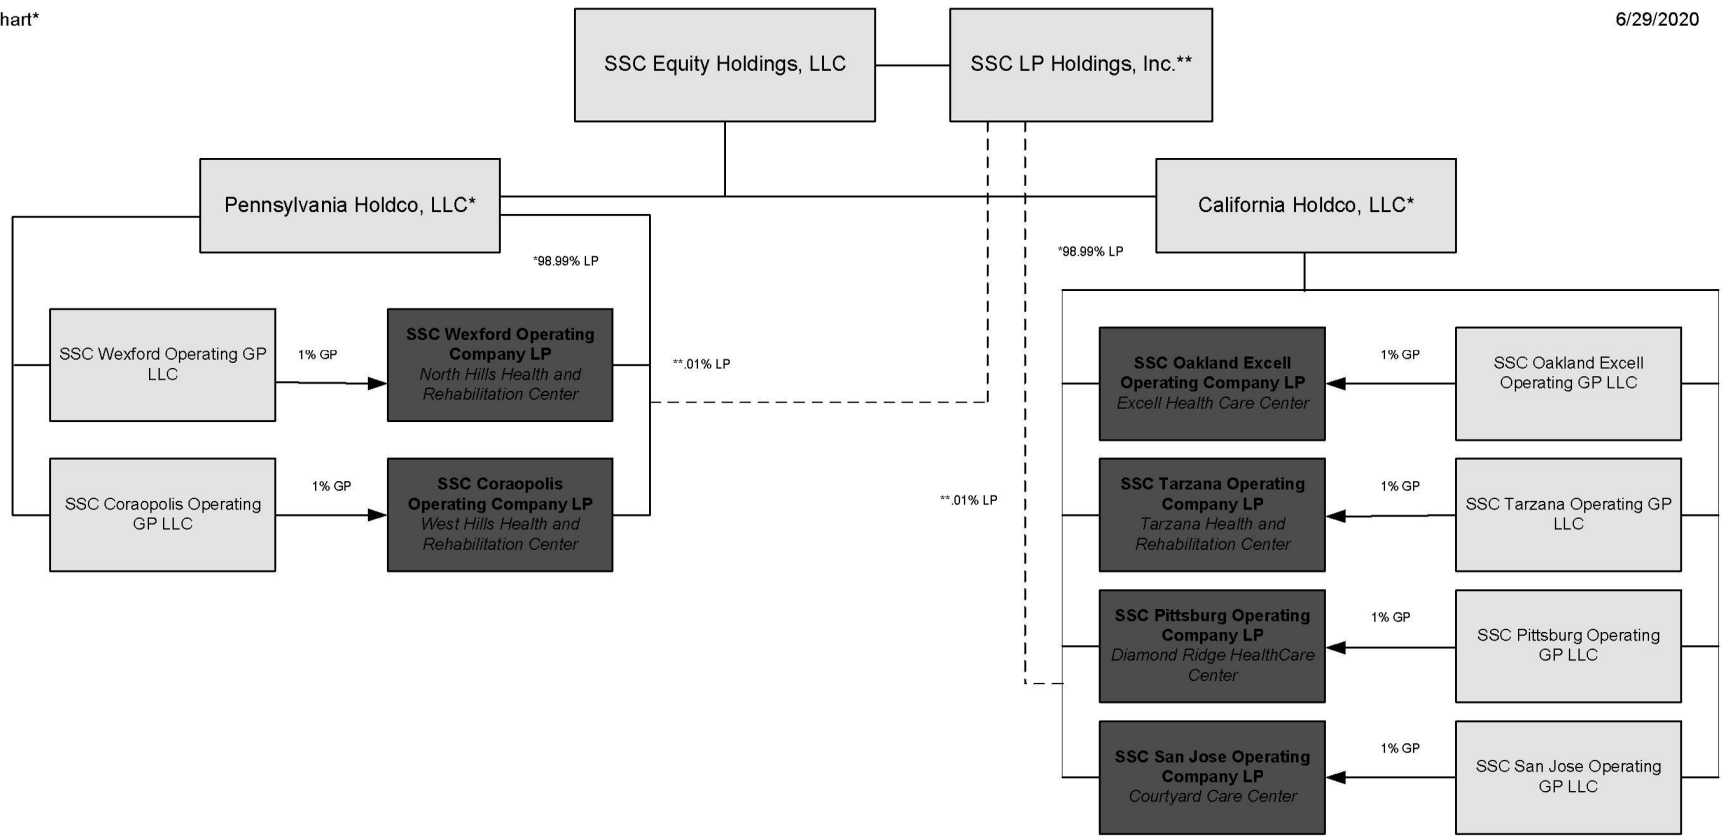 hart*
6/29/2020
SSC Equity Holdings, LLC
SSC LP Holdings, Inc.**
Pennsylvania Holdco, LLC*
California Holdco, LLC*
*98.99% LP
*98.99% LP
SSC Wexford Operating GP
LLC
1% GP
SSC Wexford Operating
Company LP
North Hills Health and
Rehabilitation Center
**.01% LP
SSC Coraopolis Operating
GP LLC
1% GP
SSC Coraopolis
Operating Company LP
West Hills Health and
Rehabilitation Center
**.01% LP
SSC Oakland Excell
Operating Company LP
Excell Health Care Center
1% GP
SSC Oakland Excell
Operating GP LLC
SSC Tarzana Operating
Company LP
Tarzana Health and
Rehabilitation Center
1% GP
SSC Tarzana Operating GP
LLC
SSC Pittsburg Operating
Company LP
Diamond Ridge HealthCare
Center
1% GP
SSC Pittsburg Operating
GP LLC
SSC San Jose Operating
Company LP
Courtyard Care Center
1% GP
SSC San Jose Operating
GP LLC